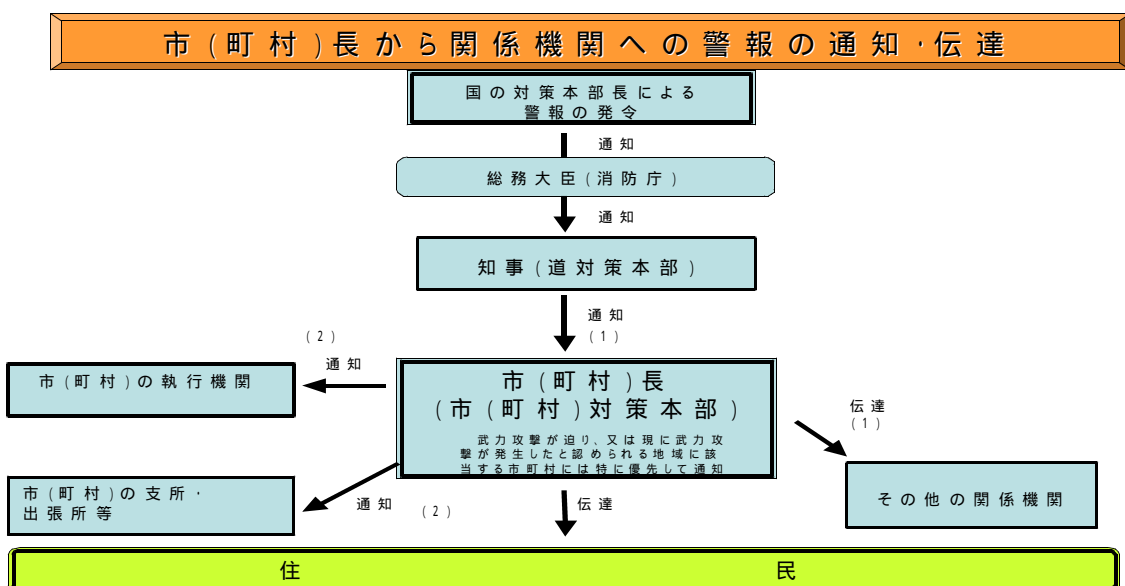 市(町村)長から関係機関への警報の通知・伝達
国の対策本部長による
警報の発令
通知
総務大臣(消防庁)
通知
知事(道対策本部)
通知
(1)
(2)
通知
市(町村)の執行機関
市(町村)長
(市(町村)対策本部)
武力攻撃が迫り、又は現に武力攻
撃が発生したと認められる地域に該
当する市町村には特に優先して通知
伝達
(1)
市(町村)の支所・
出張所等
通知
(2)
伝達
その他の関係機関
住民